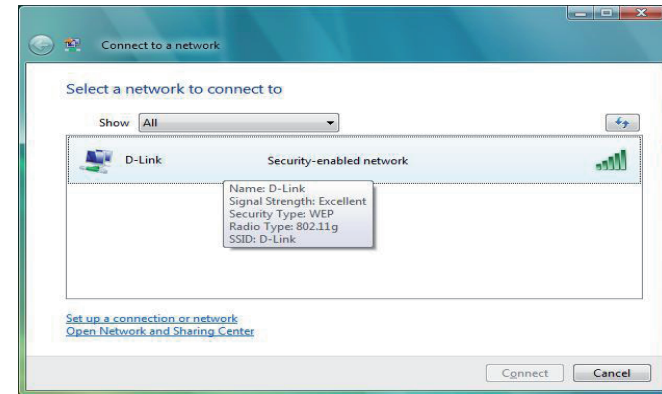 Connect to a network
Select a network to connect to
Show All
D-Link Security-enabled network
Name: D-Link
Signal Strength: Excellent
Security Type: WEP
Radio Type: 802.11g
SSID: D-Link
Set up a connection or network
Open Network and Sharing Center
Connect Cancel